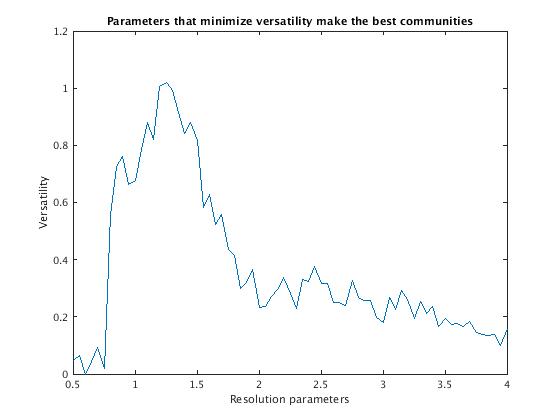 Parameters that minimize versatility make the best communities
1.2
1
0.8
0.6
0.4
0.2
0
Versatility
0.5 1 1.5 2 2.5 3 3.5 4
Resolution parameters